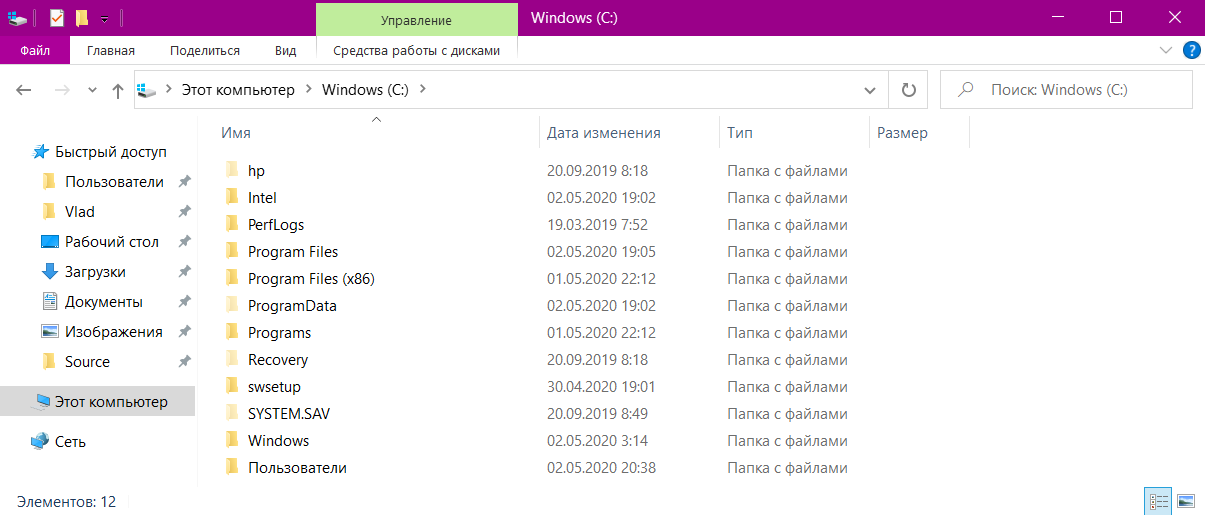 Управление
Windows (C:)
Файл Главная Поделиться Вид Средства работы с дисками
Этот компьютер Windows (C:) Поиск: Windows (C:)
Имя Дата изменения Тип Размер
Быстрый доступ
Пользователи
Vlad
Рабочий стол
Загрузки
Документы
Изображения
Source
Этот компьютер
Сеть
hp 20.09.2019 8:18 Папка с файлами
Intel 02.05.2020 19:02 Папка с файлами
PerfLogs 19.03.2019 7:52 Папка с файлами
Program Files 02.05.2020 19:05 Папка с файлами
Program Files (x86) 01.05.2020 22:12 Папка с файлами
ProgramData 02.05.2020 19:02 Папка с файлами
Programs 01.05.2020 22:12 Папка с файлами
Recovery 20.09.2019 8:18 Папка с файлами
swsetup 30.04.2020 19:01 Папка с файлами
SYSTEM.SAV 20.09.2019 8:49 Папка с файлами
Windows 02.05.2020 3:14 Папка с файлами
Пользователи 02.05.2020 20:38 Папка с файлами
Элементов: 12